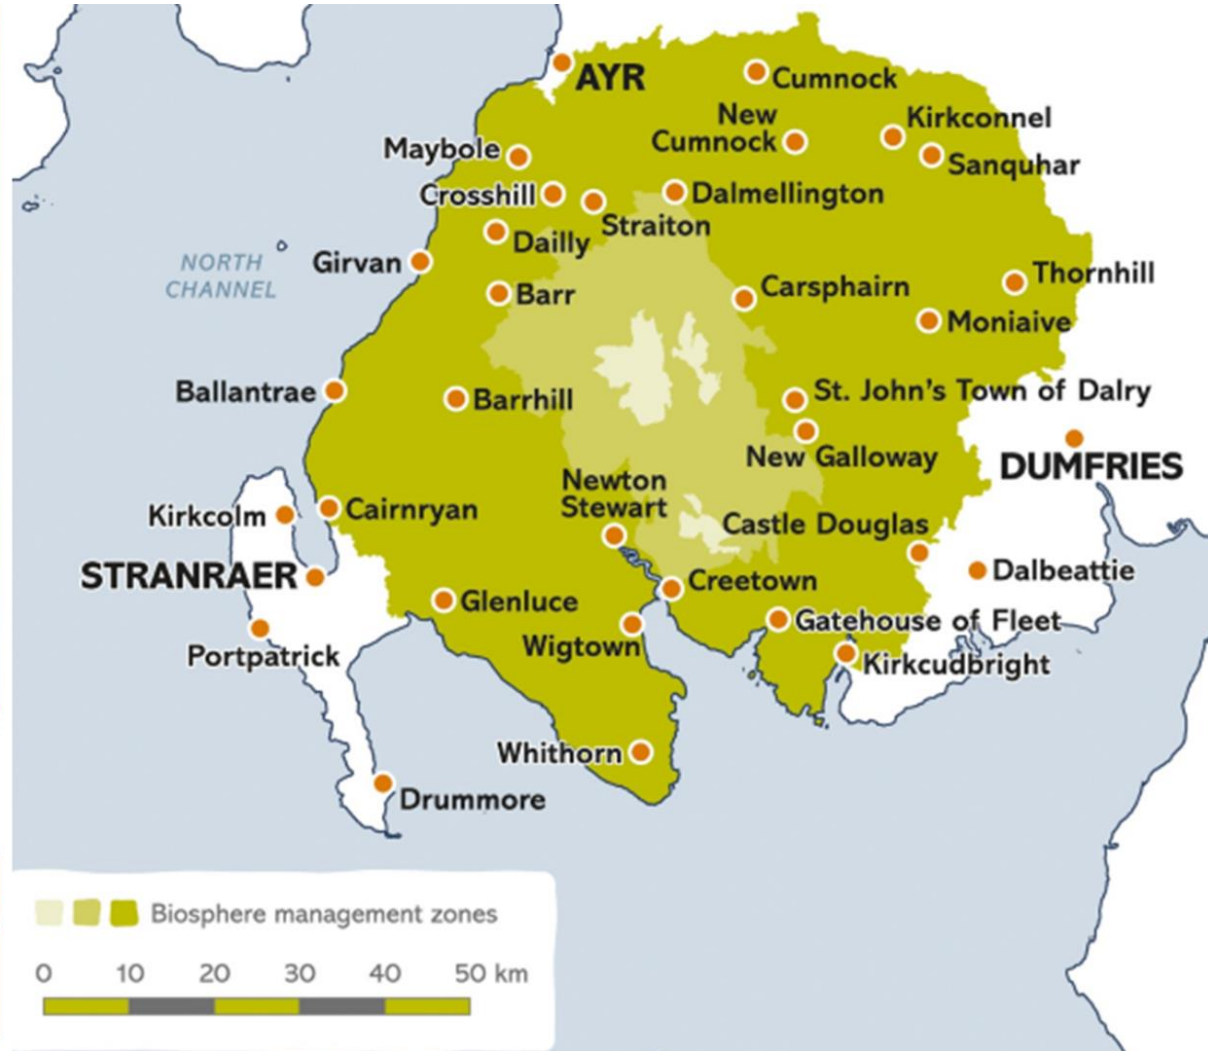 AYR
Cumnock
New
Cumnock
Kirkconnel
Sanquhar
Maybole
Crosshill
Dalmellington
Straiton
Dailly
NORTH
CHANNEL
Girvan
Barr
Carsphairn
Thornhill
Moniaive
Ballantrae
Barrhill
St. John's Town of Dalry
New Galloway
DUMFRIES
Newton
Stewart
Kirkcolm
Cairnryan
Castle Douglas
STRANRAER
Dalbeattie
Glenluce
Creetown
Gatehouse of Fleet
Wigtown
Portpatrick
Kirkcudbright
Whithorn
Drummore
Biosphere management zones
0 10 20 30 40 50 km